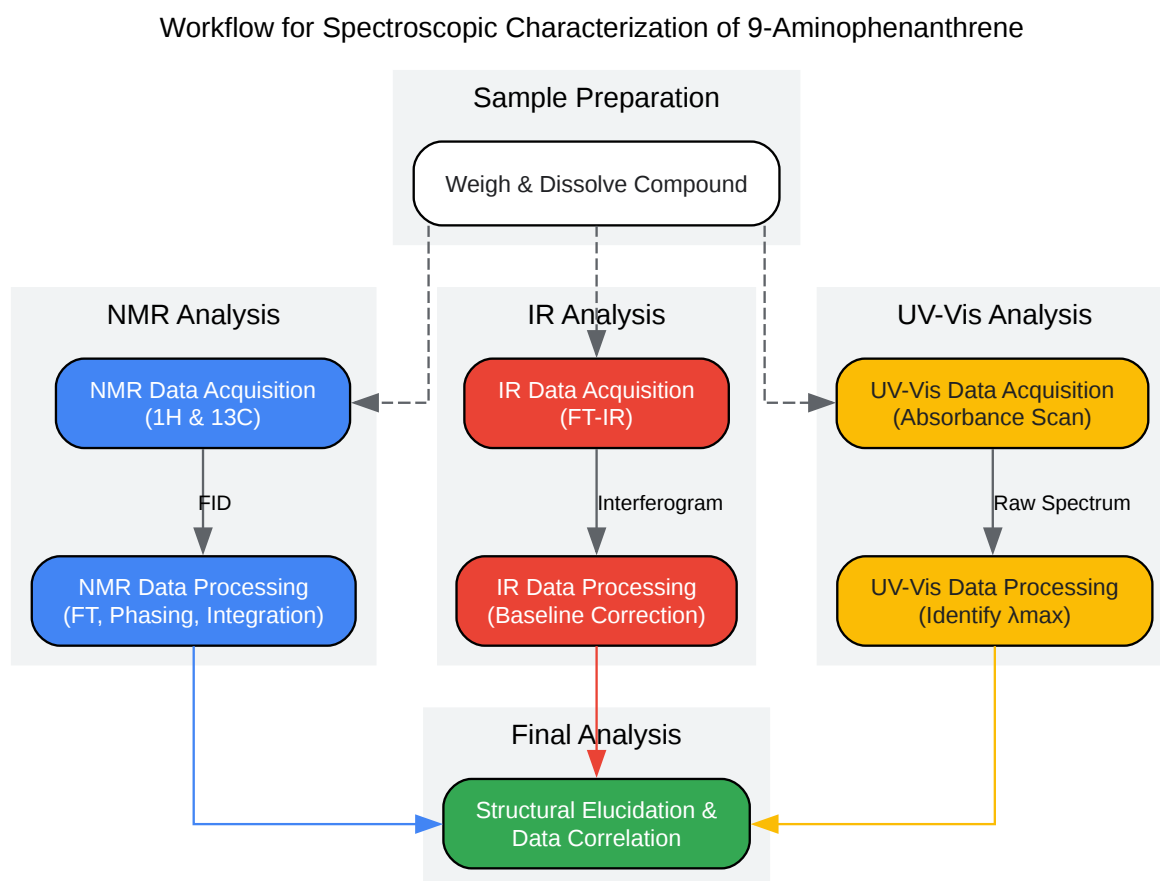 Workflow for Spectroscopic Characterization of 9-Aminophenanthrene
Sample Preparation
Weigh & Dissolve Compound
NMR Analysis
NMR Data Acquisition
(1H & 13C)
FID
NMR Data Processing
(FT, Phasing, Integration)
IR Analysis
IR Data Acquisition
(FT-IR)
Interferogram
IR Data Processing
(Baseline Correction)
UV-Vis Analysis
UV-Vis Data Acquisition
(Absorbance Scan)
Raw Spectrum
UV-Vis Data Processing
(Identify λmax)
Final Analysis
Structural Elucidation &
Data Correlation